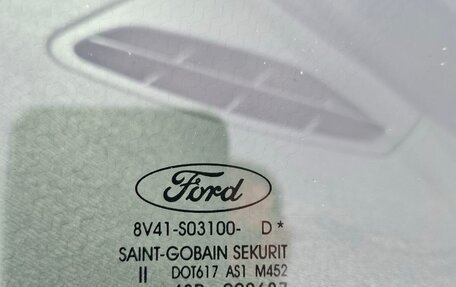 Ford
8V41-S03100- D *
SAINT-GOBAIN SEKURIT
II DOT617 AS1 M452